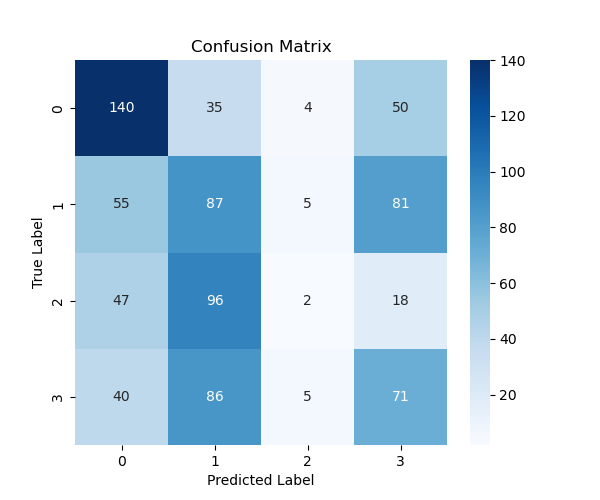 Confusion Matrix
True Label
0 140 35 4 50
1 55 87 5 81
2 47 96 2 18
3 40 86 5 71
0 1 2 3
Predicted Label
140
120
100
80
60
40
20